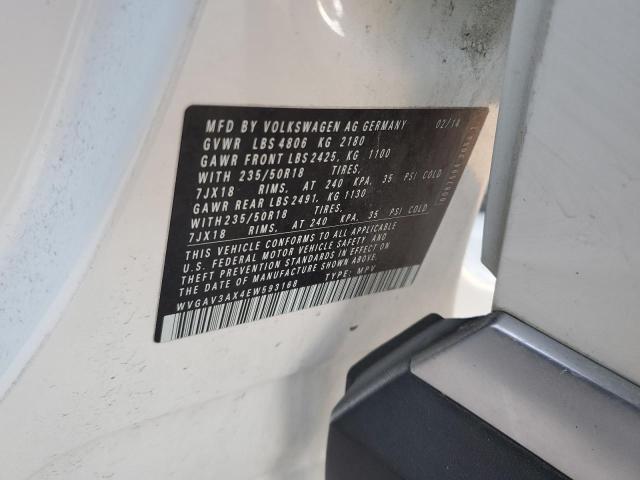 MFD BY VOLKSWAGEN AG GERMANY 02/14
GVWR LBS 4806 KG 2180
GAWR FRONT LBS 2425, KG 1100
WITH 235/50R18 TIRES,
7JX18 RIMS, AT 240 KPA, 35 PSI COLD
GAWR REAR LBS 2491, KG 1130
WITH 235/50R18 TIRES,
7JX18 RIMS, AT 240 KPA, 35 PSI COLD
THIS VEHICLE CONFORMS TO ALL APPLICABLE
U.S. FEDERAL MOTOR VEHICLE SAFETY AND
THEFT PREVENTION STANDARDS IN EFFECT ON
THE DATE OF MANUFACTURE SHOWN ABOVE
WVGAV3AX4EW593168 TYPE: MPV